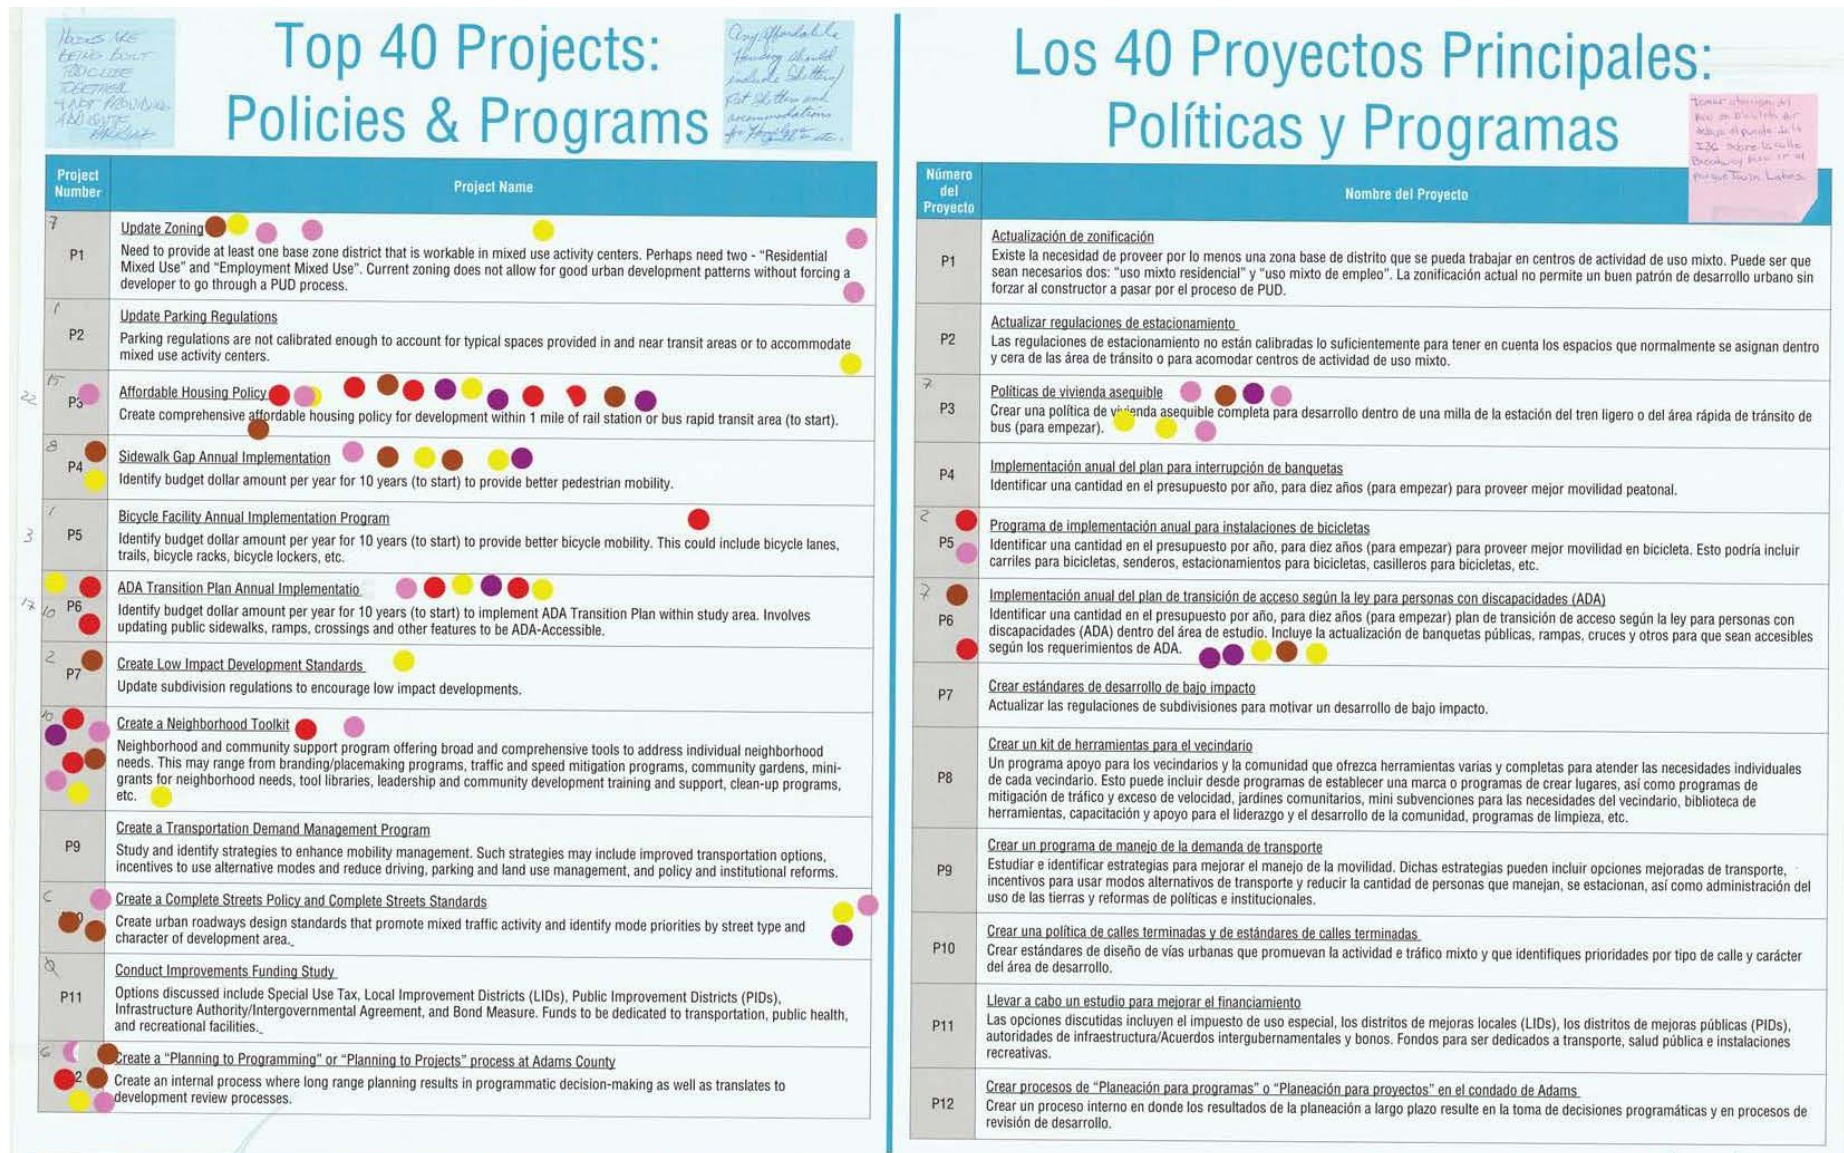 HOUSES ARE
BEING BUILT
TOO CLOSE
TOGETHER
& NOT PROVIDING
ADEQUATE
PARKING
Top 40 Projects:
Policies & Programs
Any affordable
Housing should
include Shelters/
Pet Shelters and
accommodations
for Homeless etc.
Project
Number
Project Name
7
P1
Update Zoning
Need to provide at least one base zone district that is workable in mixed use activity centers. Perhaps need two - “Residential
Mixed Use” and “Employment Mixed Use”. Current zoning does not allow for good urban development patterns without forcing a
developer to go through a PUD process.
1
P2
Update Parking Regulations
Parking regulations are not calibrated enough to account for typical spaces provided in and near transit areas or to accommodate
mixed use activity centers.
22
15
P3
Affordable Housing Policy
Create comprehensive affordable housing policy for development within 1 mile of rail station or bus rapid transit area (to start).
8
P4
Sidewalk Gap Annual Implementation
Identify budget dollar amount per year for 10 years (to start) to provide better pedestrian mobility.
3
1
P5
Bicycle Facility Annual Implementation Program
Identify budget dollar amount per year for 10 years (to start) to provide better bicycle mobility. This could include bicycle lanes,
trails, bicycle racks, bicycle lockers, etc.
17
10
P6
ADA Transition Plan Annual Implementatio
Identify budget dollar amount per year for 10 years (to start) to implement ADA Transition Plan within study area. Involves
updating public sidewalks, ramps, crossings and other features to be ADA-Accessible.
2
P7
Create Low Impact Development Standards
Update subdivision regulations to encourage low impact developments.
10
Create a Neighborhood Toolkit
Neighborhood and community support program offering broad and comprehensive tools to address individual neighborhood
needs. This may range from branding/placemaking programs, traffic and speed mitigation programs, community gardens, mini-
grants for neighborhood needs, tool libraries, leadership and community development training and support, clean-up programs,
etc.
P9
Create a Transportation Demand Management Program
Study and identify strategies to enhance mobility management. Such strategies may include improved transportation options,
incentives to use alternative modes and reduce driving, parking and land use management, and policy and institutional reforms.
Create a Complete Streets Policy and Complete Streets Standards
Create urban roadways design standards that promote mixed traffic activity and identify mode priorities by street type and
character of development area.
P11
Conduct Improvements Funding Study
Options discussed include Special Use Tax, Local Improvement Districts (LIDs), Public Improvement Districts (PIDs),
Infrastructure Authority/Intergovernmental Agreement, and Bond Measure. Funds to be dedicated to transportation, public health,
and recreational facilities.
6
2
Create a “Planning to Programming” or “Planning to Projects” process at Adams County
Create an internal process where long range planning results in programmatic decision-making as well as translates to
development review processes.
Los 40 Proyectos Principales:
Políticas y Programas
I36 sobre la calle
Número
del
Proyecto
Nombre del Proyecto
P1
Actualización de zonificación
Existe la necesidad de proveer por lo menos una zona base de distrito que se pueda trabajar en centros de actividad de uso mixto. Puede ser que
sean necesarios dos: “uso mixto residencial” y “uso mixto de empleo”. La zonificación actual no permite un buen patrón de desarrollo urbano sin
forzar al constructor a pasar por el proceso de PUD.
P2
Actualizar regulaciones de estacionamiento
Las regulaciones de estacionamiento no están calibradas lo suficientemente para tener en cuenta los espacios que normalmente se asignan dentro
y cera de las área de tránsito o para acomodar centros de actividad de uso mixto.
7
P3
Políticas de vivienda asequible
Crear una política de vivienda asequible completa para desarrollo dentro de una milla de la estación del tren ligero o del área rápida de tránsito de
bus (para empezar).
P4
Implementación anual del plan para interrupción de banquetas
Identificar una cantidad en el presupuesto por año, para diez años (para empezar) para proveer mejor movilidad peatonal.
2
P5
Programa de implementación anual para instalaciones de bicicletas
Identificar una cantidad en el presupuesto por año, para diez años (para empezar) para proveer mejor movilidad en bicicleta. Esto podría incluir
carriles para bicicletas, senderos, estacionamientos para bicicletas, casilleros para bicicletas, etc.
7
P6
Implementación anual del plan de transición de acceso según la ley para personas con discapacidades (ADA)
Identificar una cantidad en el presupuesto por año, para diez años (para empezar) plan de transición de acceso según la ley para personas con
discapacidades (ADA) dentro del área de estudio. Incluye la actualización de banquetas públicas, rampas, cruces y otros para que sean accesibles
según los requerimientos de ADA.
P7
Crear estándares de desarrollo de bajo impacto
Actualizar las regulaciones de subdivisiones para motivar un desarrollo de bajo impacto.
P8
Crear un kit de herramientas para el vecindario
Un programa apoyo para los vecindarios y la comunidad que ofrezca herramientas varias y completas para atender las necesidades individuales
de cada vecindario. Esto puede incluir desde programas de establecer una marca o programas de crear lugares, así como programas de
mitigación de tráfico y exceso de velocidad, jardines comunitarios, mini subvenciones para las necesidades del vecindario, biblioteca de
herramientas, capacitación y apoyo para el liderazgo y el desarrollo de la comunidad, programas de limpieza, etc.
P9
Crear un programa de manejo de la demanda de transporte
Estudiar e identificar estrategias para mejorar el manejo de la movilidad. Dichas estrategias pueden incluir opciones mejoradas de transporte,
incentivos para usar modos alternativos de transporte y reducir la cantidad de personas que manejan, se estacionan, así como administración del
uso de las tierras y reformas de políticas e institucionales.
P10
Crear una política de calles terminadas y de estándares de calles terminadas
Crear estándares de diseño de vías urbanas que promuevan la actividad e tráfico mixto y que identifiques prioridades por tipo de calle y carácter
del área de desarrollo.
P11
Llevar a cabo un estudio para mejorar el financiamiento
Las opciones discutidas incluyen el impuesto de uso especial, los distritos de mejoras locales (LIDs), los distritos de mejoras públicas (PIDs),
autoridades de infraestructura/Acuerdos intergubernamentales y bonos. Fondos para ser dedicados a transporte, salud pública e instalaciones
recreativas.
P12
Crear procesos de “Planeación para programas” o “Planeación para proyectos” en el condado de Adams
Crear un proceso interno en donde los resultados de la planeación a largo plazo resulte en la toma de decisiones programáticas y en procesos de
revisión de desarrollo.